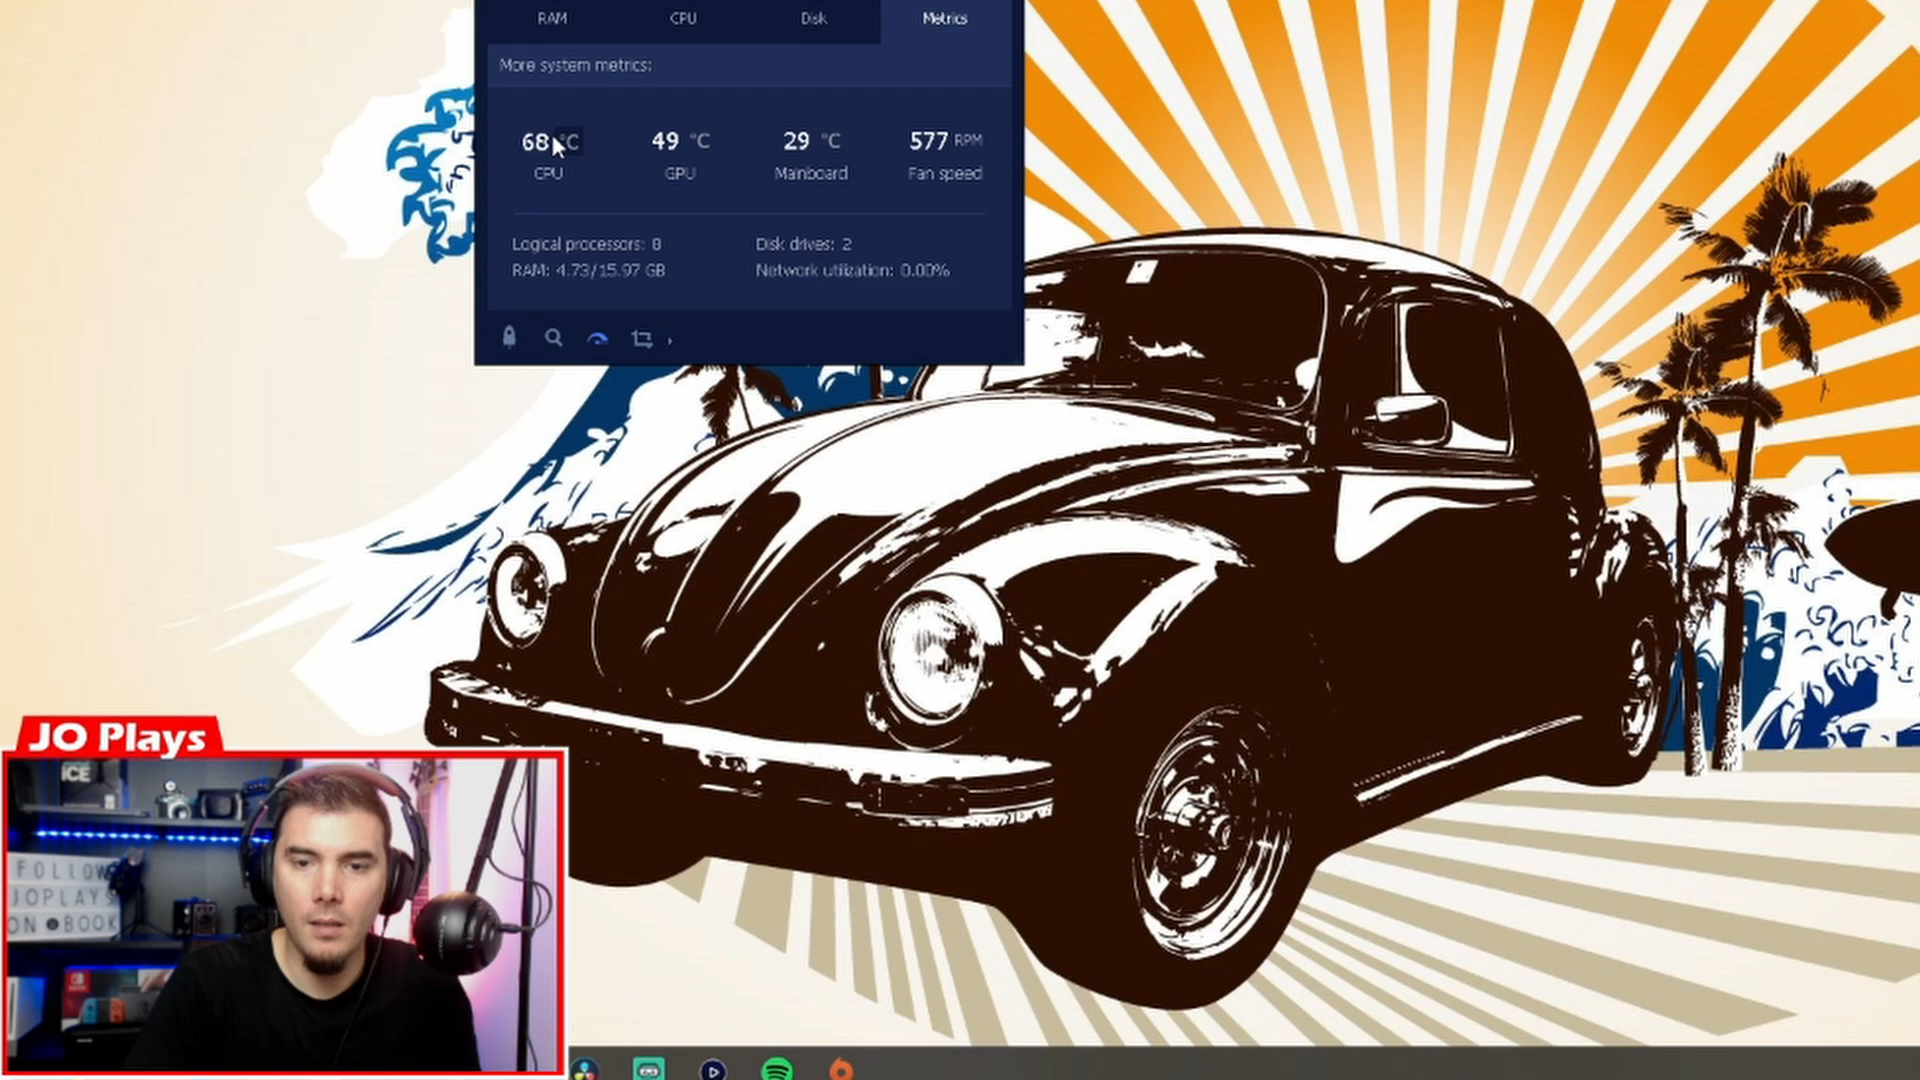 RAM CPU Disk Metrics
More system metrics:
68 °C 49 °C 29 °C 577 RPM
CPU GPU Mainboard Fan speed
Logical processors: 8 Disk drives: 2
RAM: 4.73/15.97 GB Network utilization: 0.00%
JO Plays
ICE
FOLLOW
JOPLAYS
ON BOOK